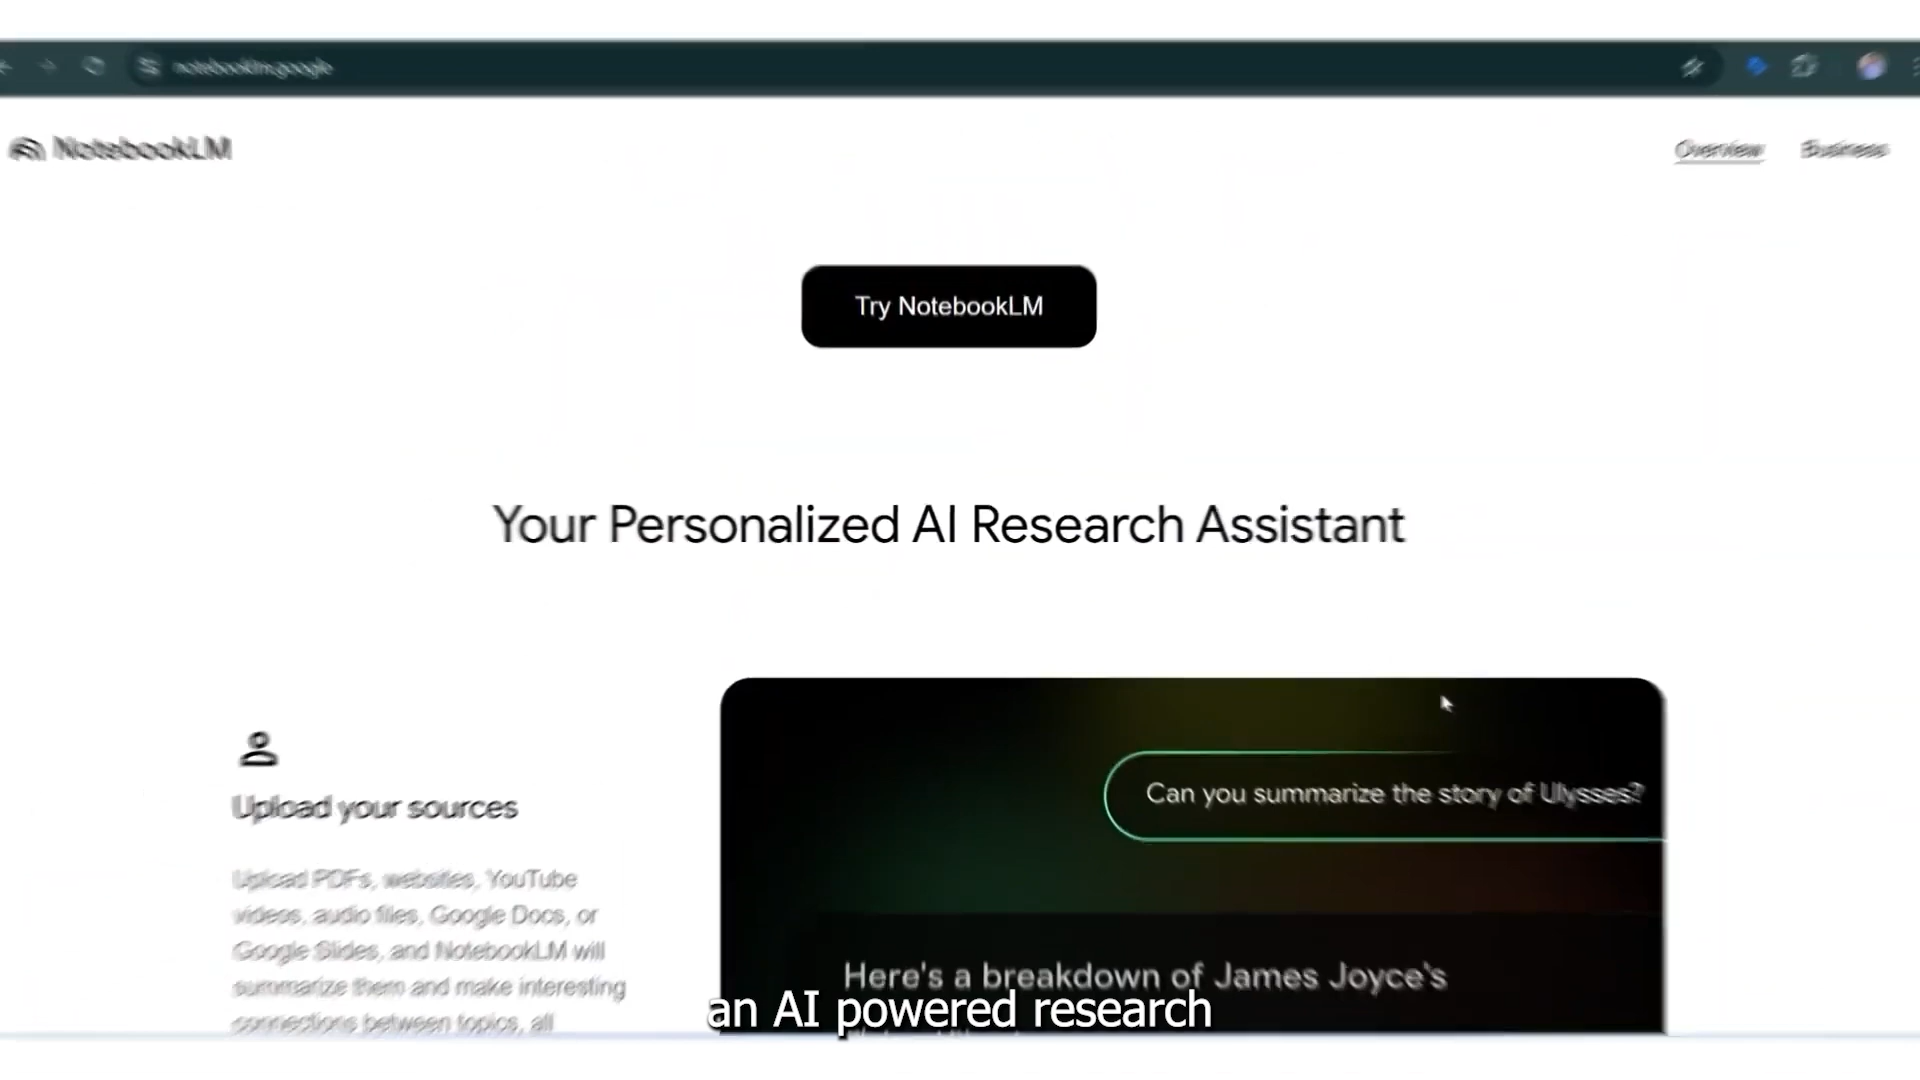 notebooklm.google
NotebookLM
Overview
Business
Try NotebookLM
Your Personalized AI Research Assistant
Upload your sources
Upload PDFs, websites, YouTube
videos, audio files, Google Docs, or
Google Slides, and NotebookLM will
summarize them and make interesting
connections between topics, all
Can you summarize the story of Ulysses?
Here's a breakdown of James Joyce's
an AI powered research